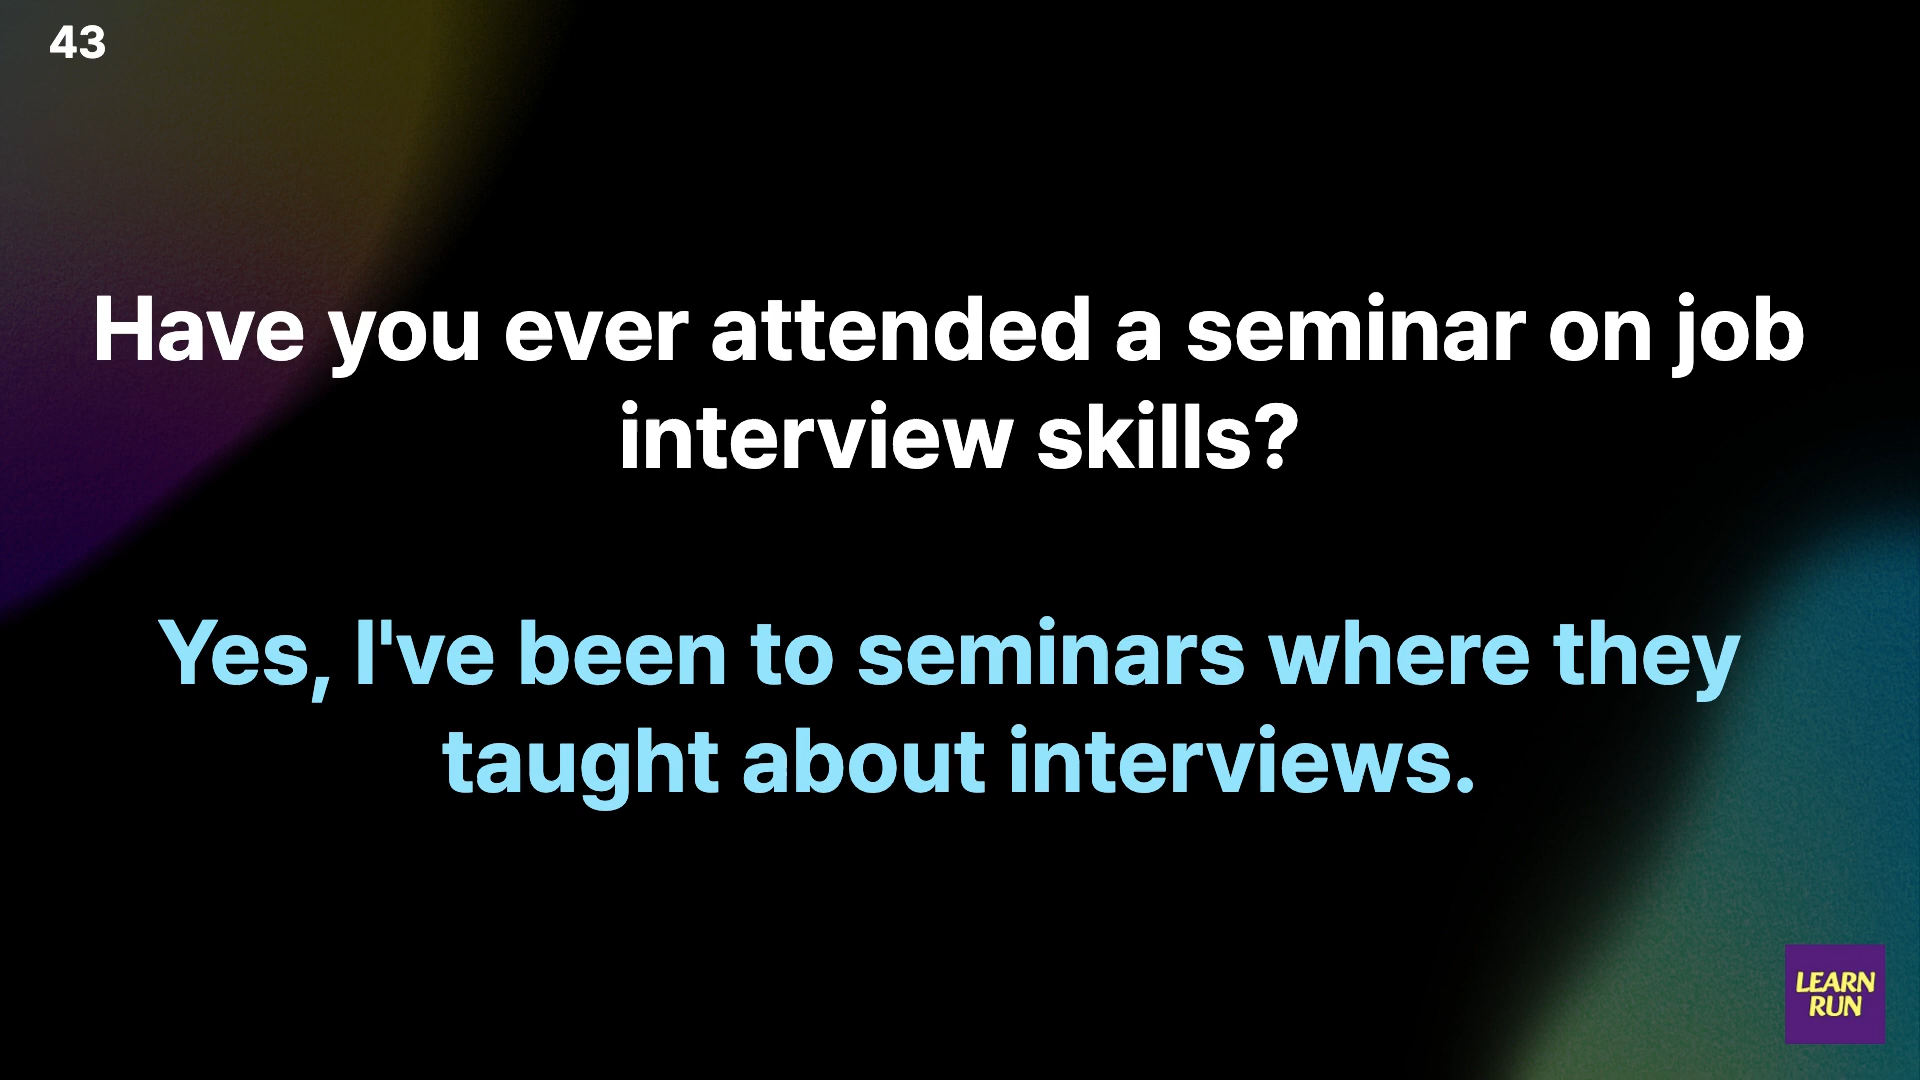 43
Have you ever attended a seminar on job
interview skills?
Yes, I've been to seminars where they
taught about interviews.
LEARN
RUN